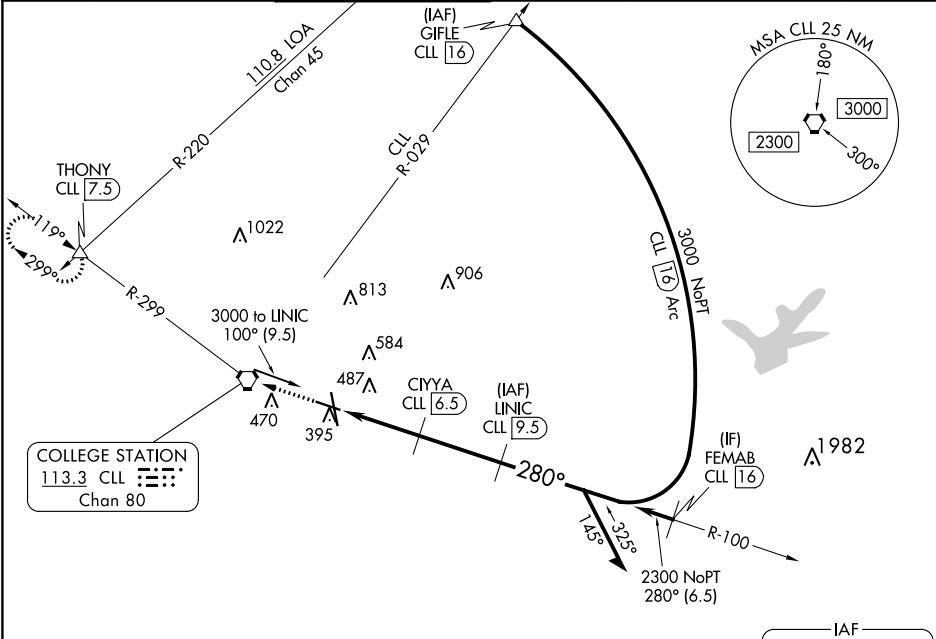 (IAF)
GIFLE
CLL 16
110.8 LOA
Chan 45
R-220
MSA CLL 25 NM
180°
3000
2300
300°
CLL
R-029
THONY
CLL 7.5
119°
299°
1022
R-299
813
906
3000 NoPT
CLL 16 Arc
3000 to LINIC
100° (9.5)
584
487
CIYYA
CLL 6.5
(IAF)
LINIC
CLL 9.5
470
395
280°
(IF)
FEMAB
CLL 16
1982
COLLEGE STATION
113.3 CLL
Chan 80
145°
325°
R-100
2300 NoPT
280° (6.5)
IAF